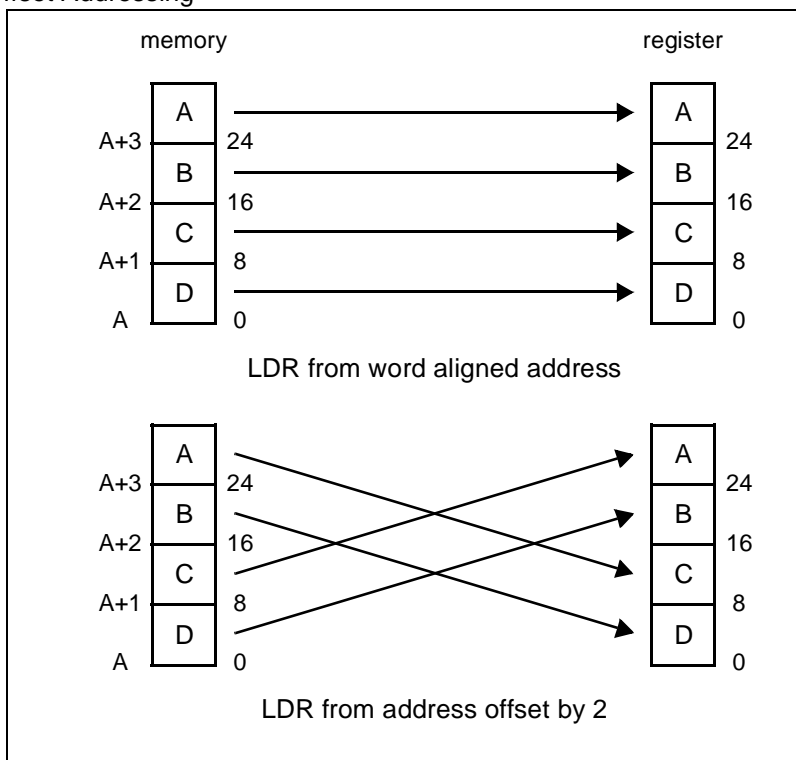 Addressing
memory register
A A
A+3 24 24
B B
A+2 16 16
C C
A+1 8 8
D D
A 0 0
LDR from word aligned address
A A
A+3 24 24
B B
A+2 16 16
C C
A+1 8 8
D D
A 0 0
LDR from address offset by 2